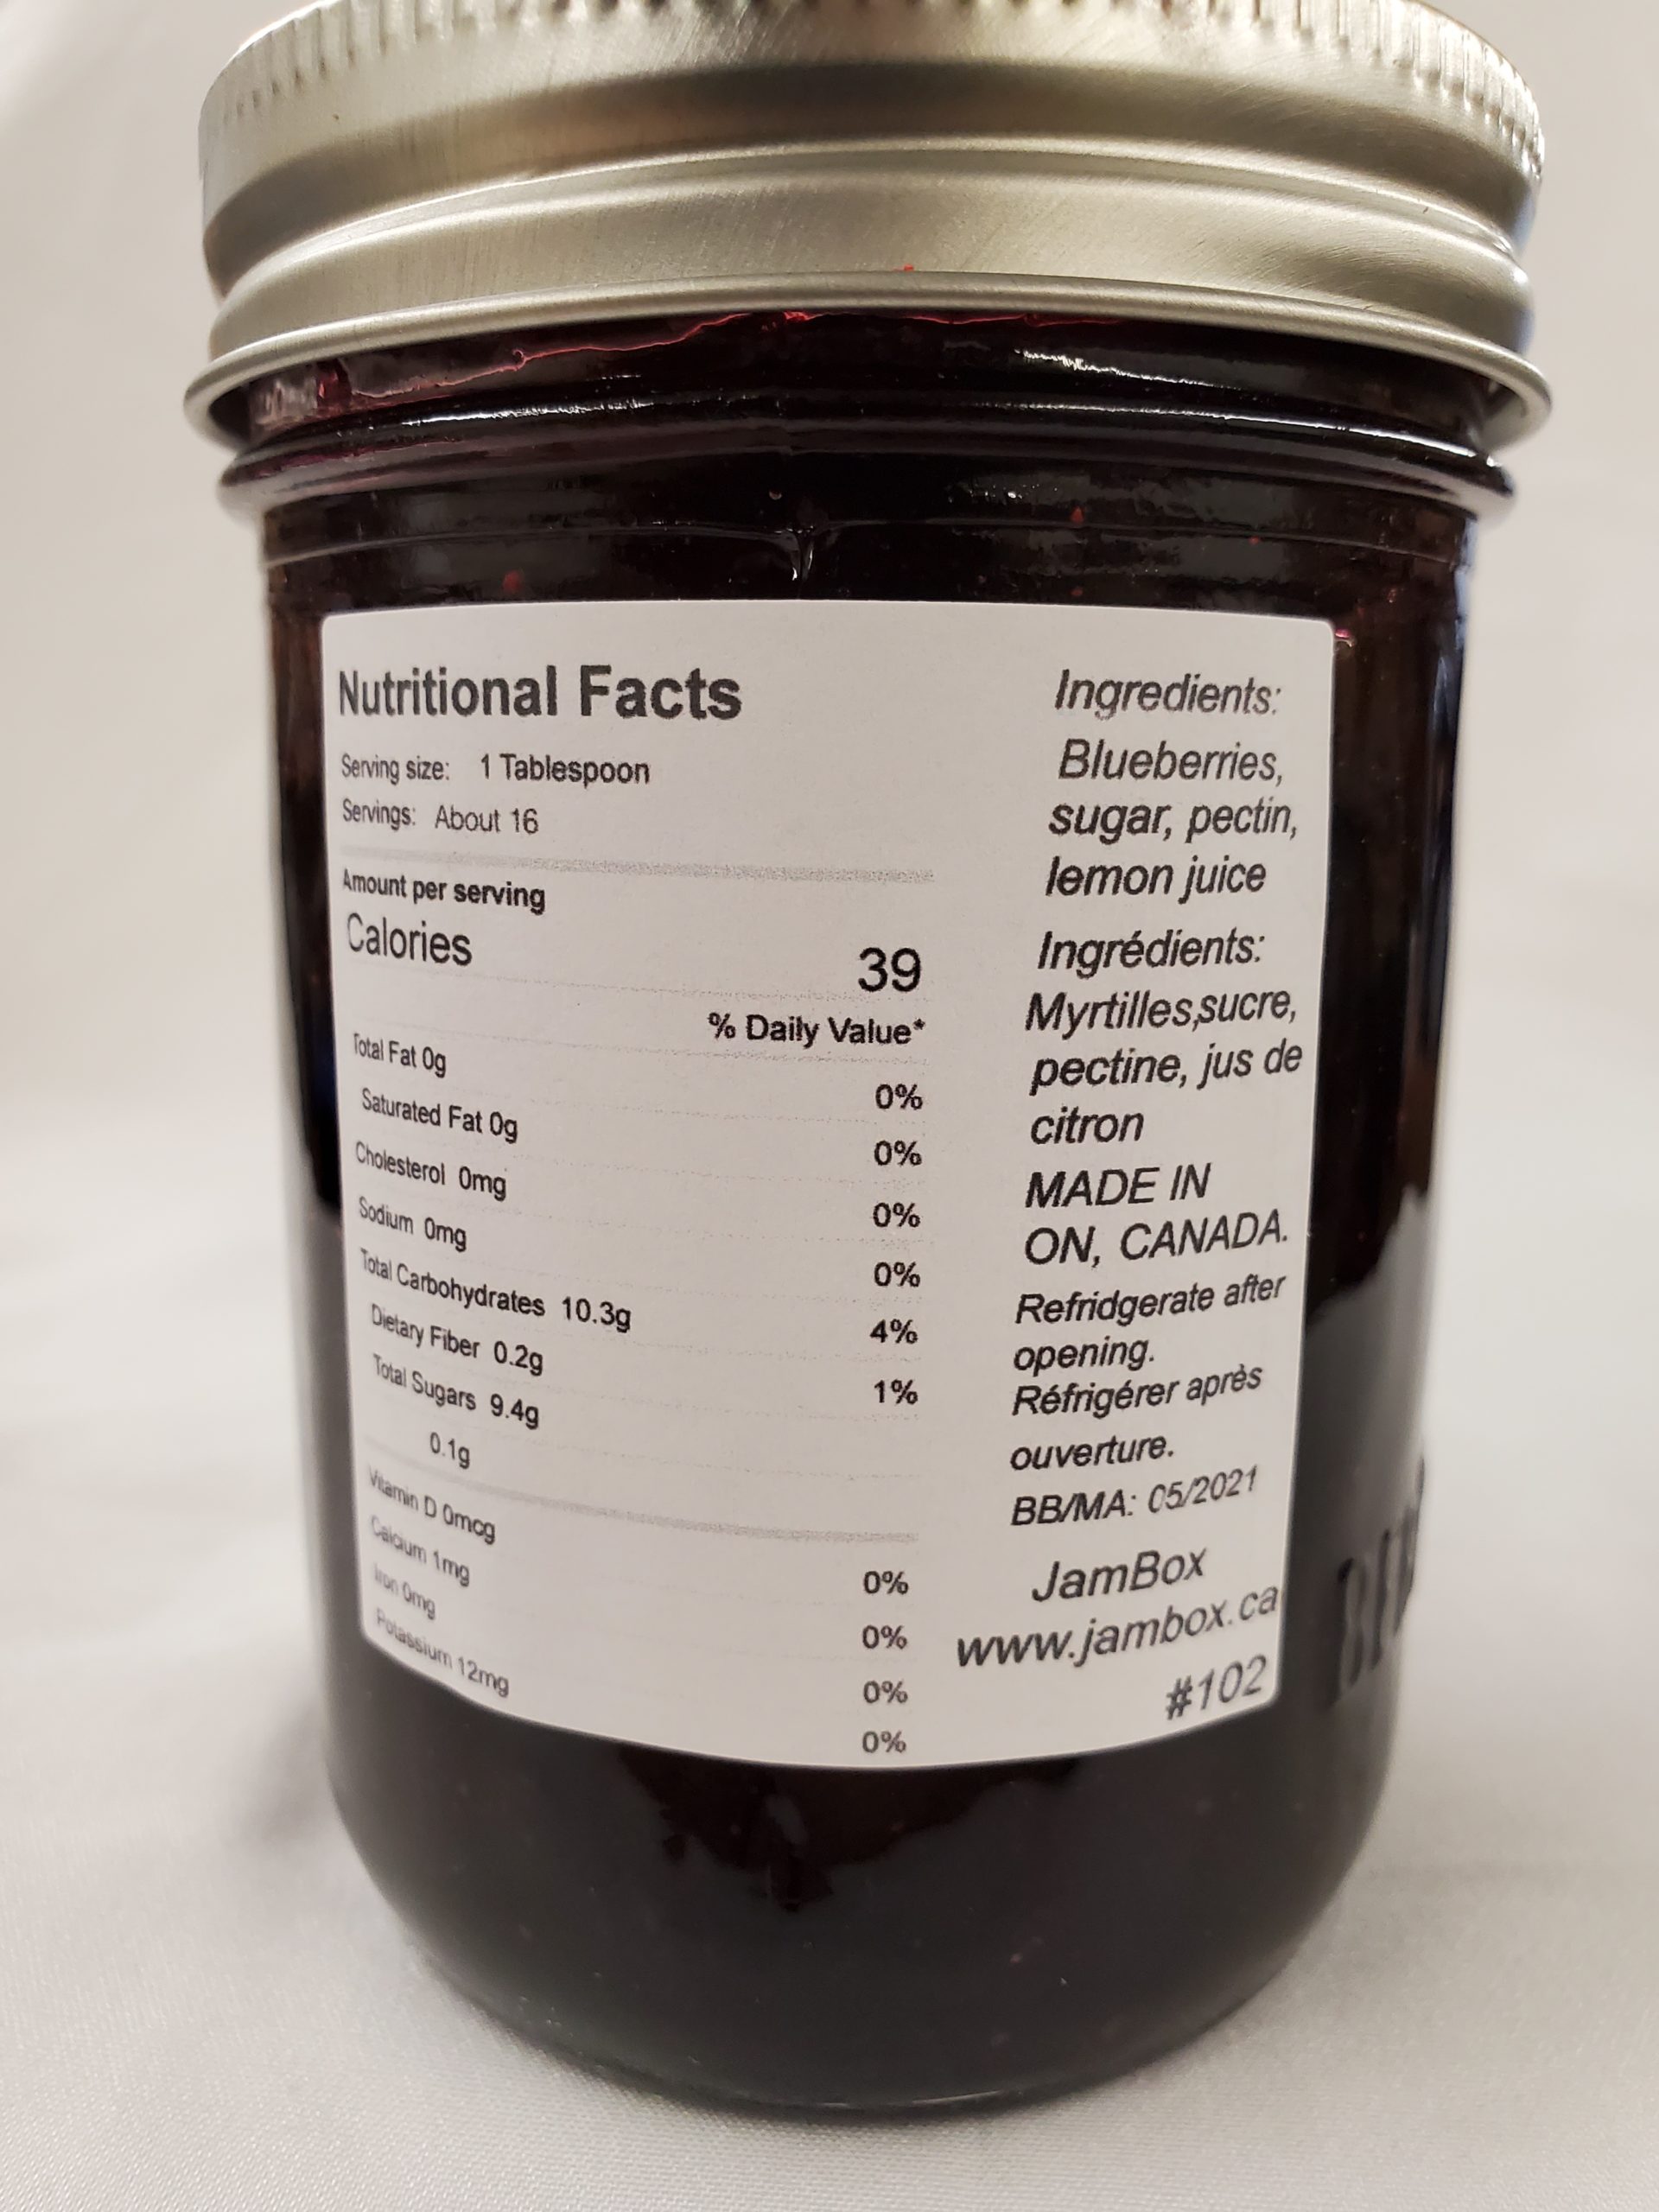 Nutritional Facts
Serving size: 1 Tablespoon
Servings: About 16
Amount per serving
Calories 39
% Daily Value*
Total Fat 0g 0%
Saturated Fat 0g 0%
Cholesterol 0mg 0%
Sodium 0mg 0%
Total Carbohydrates 10.3g 4%
Dietary Fiber 0.2g 1%
Total Sugars 9.4g
0.1g
Vitamin D 0mcg 0%
Calcium 1mg 0%
Iron 0mg 0%
Potassium 12mg 0%
Ingredients:
Blueberries,
sugar, pectin,
lemon juice
Ingrédients:
Myrtilles,sucre,
pectine, jus de
citron
MADE IN
ON, CANADA.
Refridgerate after
opening.
Réfrigérer après
ouverture.
BB/MA: 05/2021
JamBox
www.jambox.ca
#102